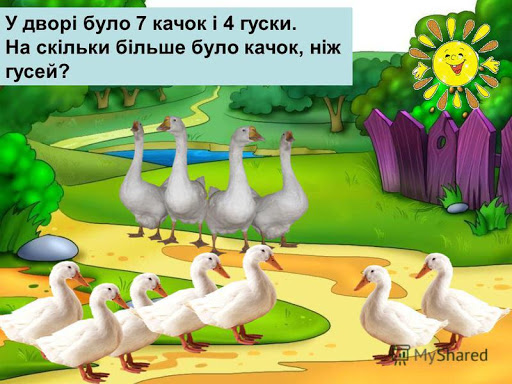 У дворі було 7 качок і 4 гуски.
На скільки більше було качок, ніж
гусей?
MyShared